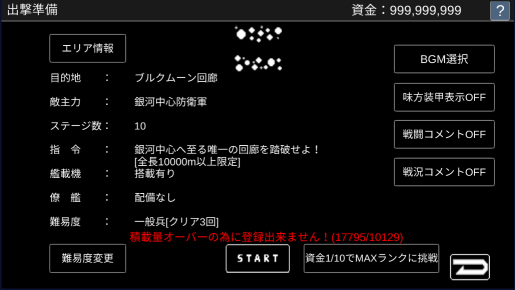 出撃準備
資金：999,999,999
?
エリア情報
BGM選択
目的地 ： ブルクムーン回廊
味方装甲表示OFF
敵主力 ： 銀河中心防衛軍
ステージ数： 10
戦闘コメントOFF
指　令 ： 銀河中心へ至る唯一の回廊を踏破せよ！
[全長10000m以上限定]
艦載機 ： 搭載有り
戦況コメントOFF
僚　艦 ： 配備なし
難易度 ： 一般兵[クリア3回]
積載量オーバーの為に登録出来ません！(17795/10129)
難易度変更
START
資金1/10でMAXランクに挑戦